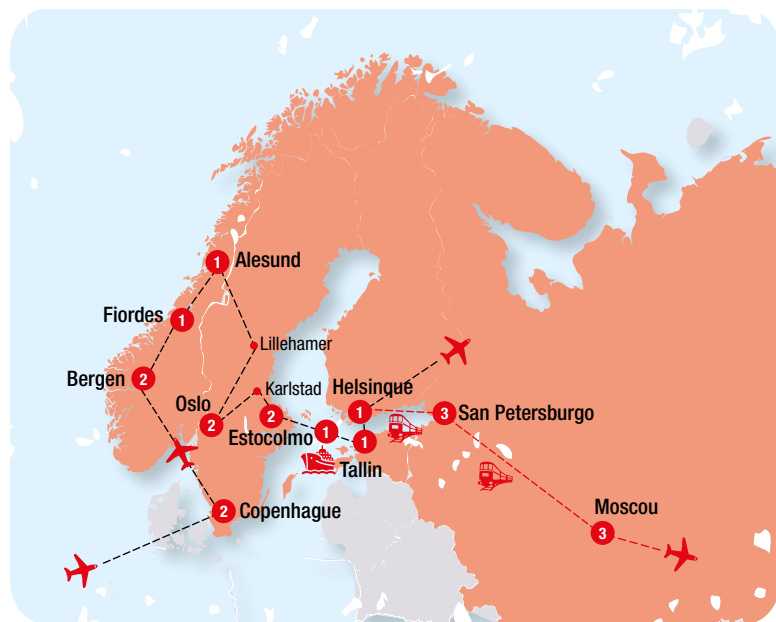 1 Alesund
Fiordes 1
Lillehamer
Bergen 2
Karlstad
Oslo
2
2
Estocolmo 1
Helsinque
1
3 San Petersburgo
1
Tallin
2 Copenhague
Moscou
3